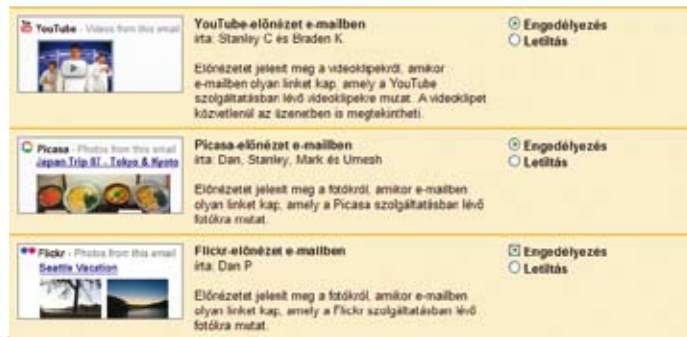 YouTube - Videos from this email
YouTube-előnézet e-mailben
írta: Stanley C és Braden K
Előnézetet jelenít meg a videoklipekről, amikor
e-mailben olyan linket kap, amely a YouTube
szolgáltatásban lévő videoklipekre mutat. A videoklipet
közvetlenül az üzenetben is megtekintheti.
Engedélyezés
Letiltás
Picasa - Photos from this email
Japan Trip 07 - Tokyo & Kyoto
Picasa-előnézet e-mailben
írta: Dan, Stanley, Mark és Umesh
Előnézetet jelenít meg a fotókról, amikor e-mailben
olyan linket kap, amely a Picasa szolgáltatásban lévő
fotókra mutat.
Engedélyezés
Letiltás
Flickr - Photos from this email
Seattle Vacation
Flickr-előnézet e-mailben
írta: Dan P
Előnézetet jelenít meg a fotókról, amikor e-mailben
olyan linket kap, amely a Flickr szolgáltatásban lévő
fotókra mutat.
Engedélyezés
Letiltás